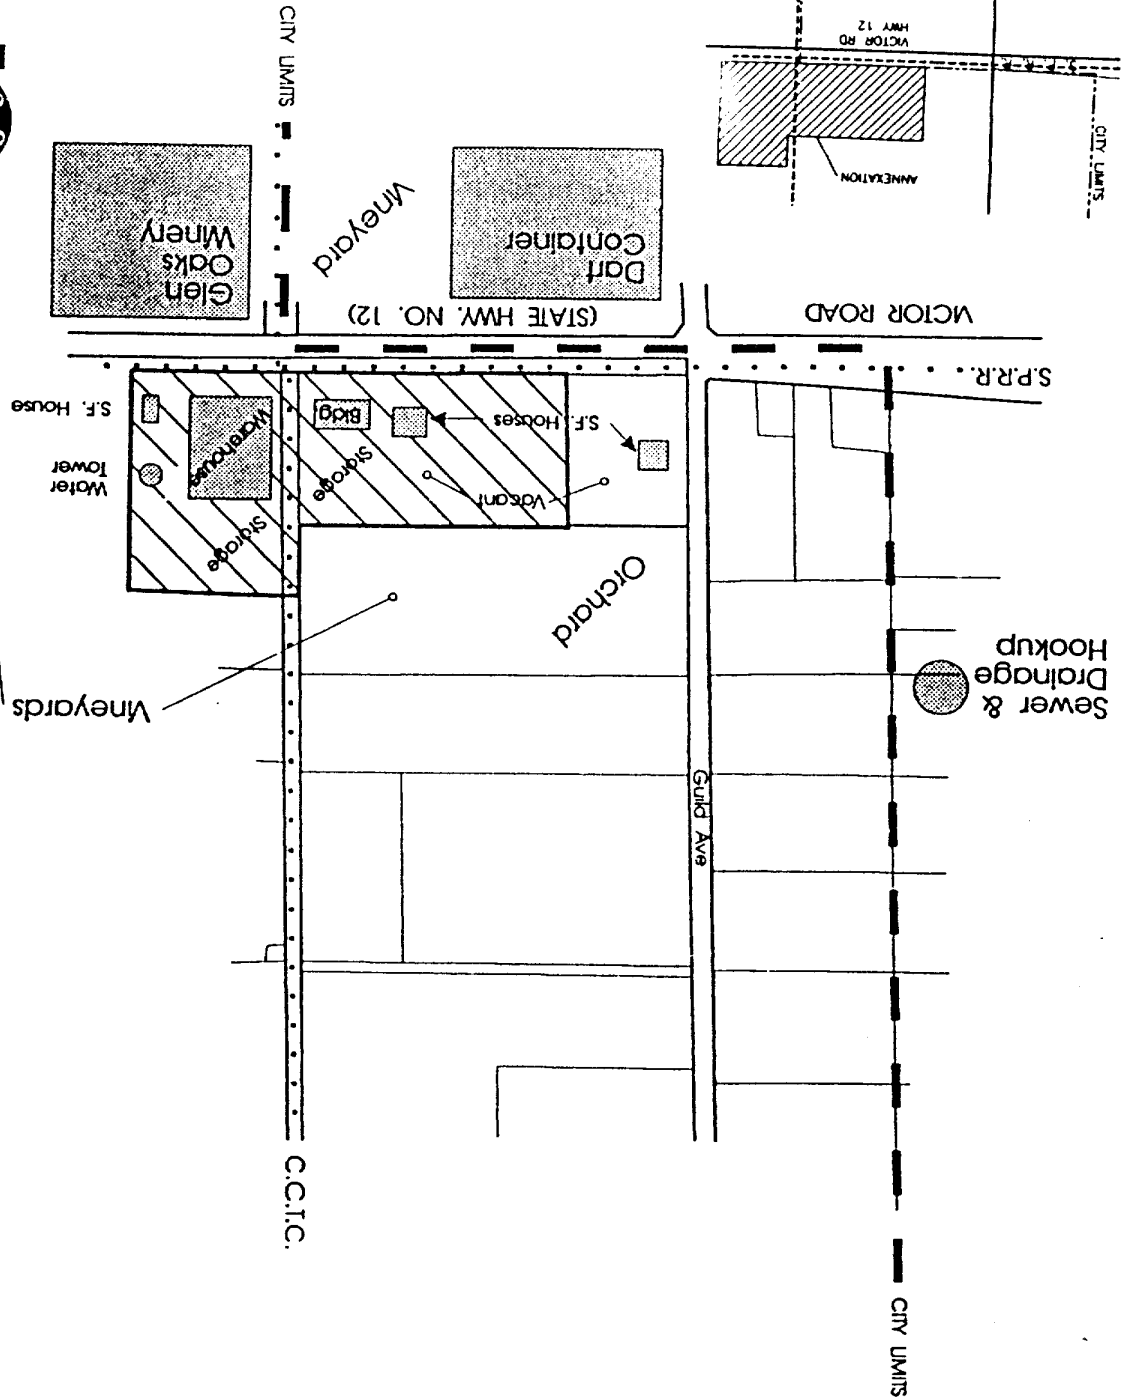 CITY LIMITS
C.C.T.C.
Guild Ave
Sewer &
Drainage
Hookup
Vineyards
Orchard
Storage
Water
Tower
Vacant
Storage
Warehouse
S.F. Houses
Bldg
S.F. House
S.P.R.R.
VICTOR ROAD
(STATE HWY. NO. 12)
Dart
Container
Vineyard
Glen
Oaks
Winery
CITY LIMITS
ANNEXATION
CITY LIMITS
S.P.R.R.
VICTOR RD
HWY 12